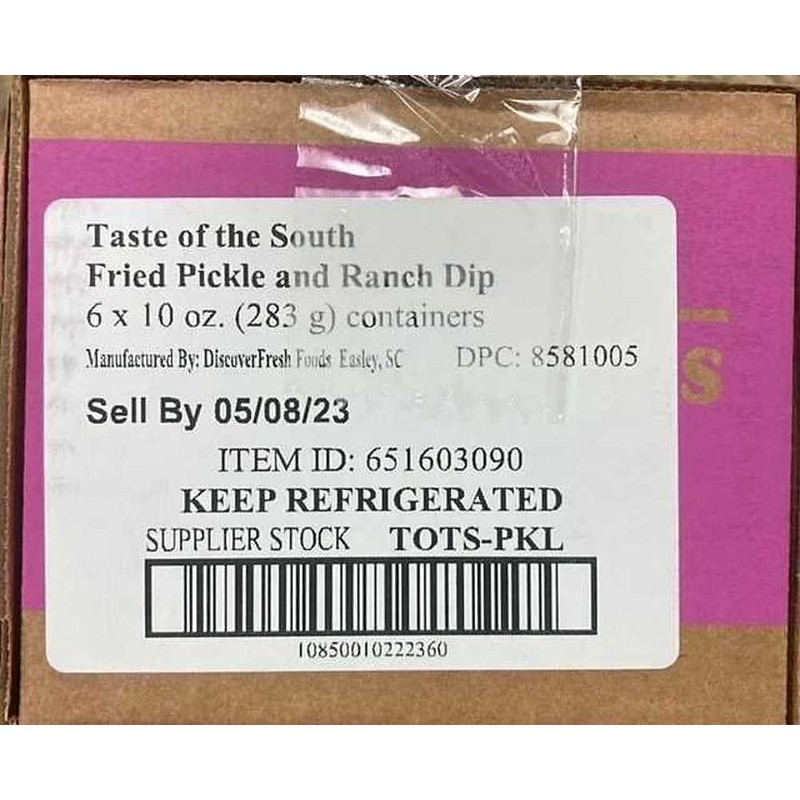 Taste of the South
Fried Pickle and Ranch Dip
6 x 10 oz. (283 g) containers
Manufactured By: DiscoverFresh Foods Easley, SC DPC: 8581005
Sell By 05/08/23
ITEM ID: 651603090
KEEP REFRIGERATED
SUPPLIER STOCK TOTS-PKL
10850010222360